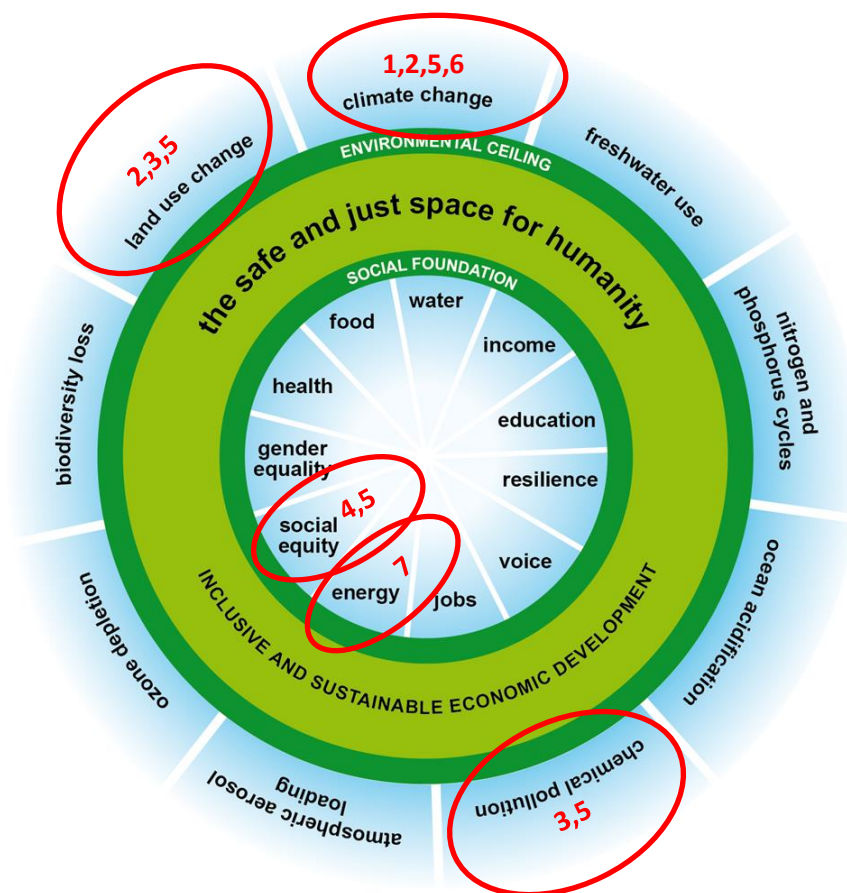 1,2,5,6
climate change
2,3,5
land use change
freshwater use
nitrogen and
phosphorus cycles
ocean acidification
chemical pollution
3,5
atmospheric aerosol
loading
ozone depletion
biodiversity loss
ENVIRONMENTAL CEILING
the safe and just space for humanity
SOCIAL FOUNDATION
water
income
education
resilience
voice
jobs
energy
7
social
equity
4,5
gender
equality
health
food
INCLUSIVE AND SUSTAINABLE ECONOMIC DEVELOPMENT